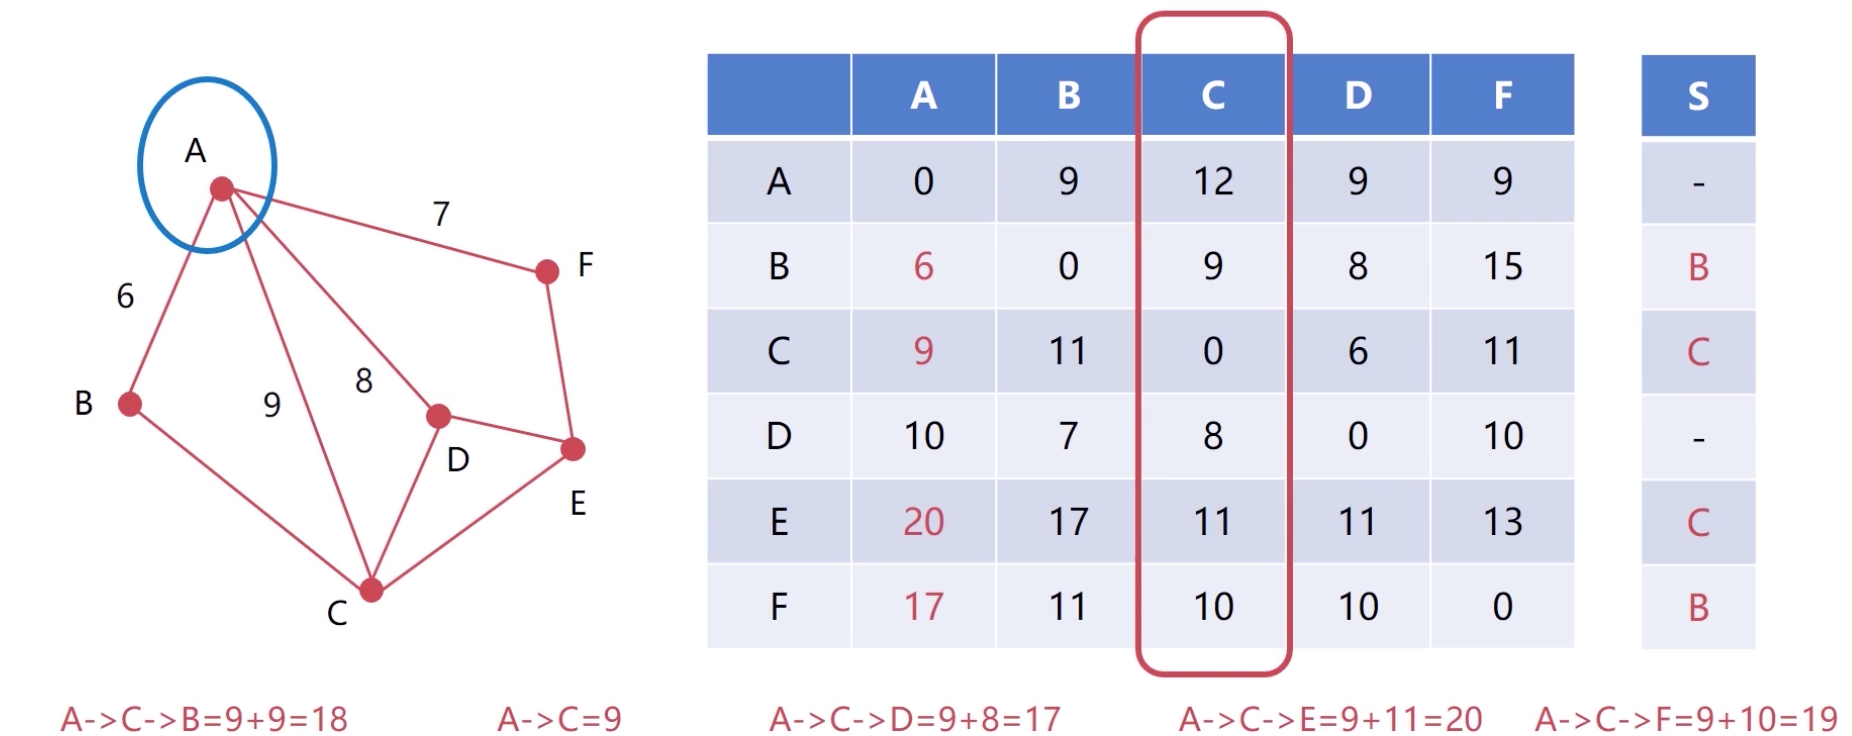 A
7
F
6
B
9
8
D
E
C
A B C D F
A 0 9 12 9 9
B 6 0 9 8 15
C 9 11 0 6 11
D 10 7 8 0 10
E 20 17 11 11 13
F 17 11 10 10 0
S
-
B
C
-
C
B
A->C->B=9+9=18
A->C=9
A->C->D=9+8=17
A->C->E=9+11=20
A->C->F=9+10=19